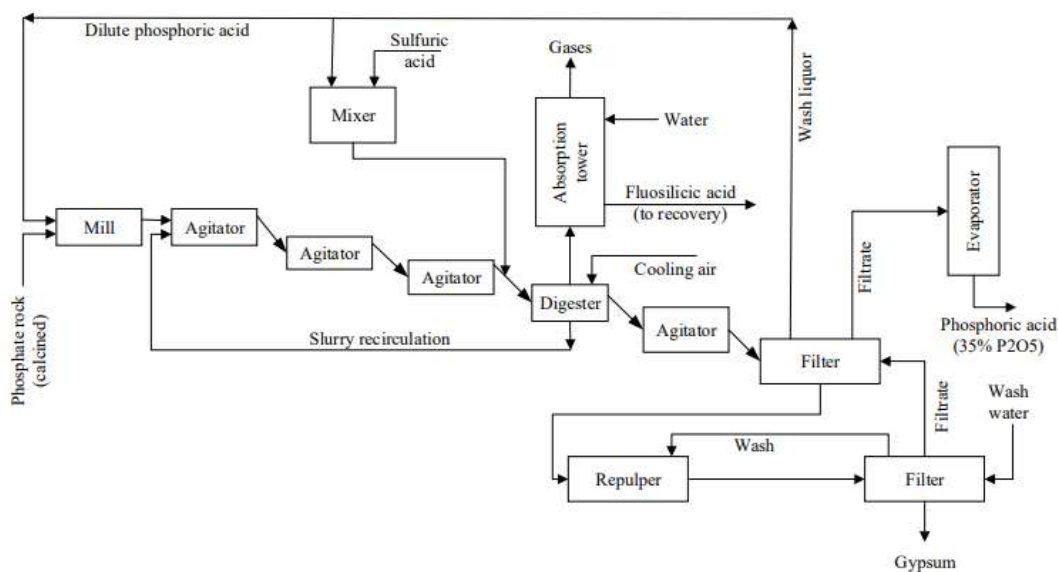 Dilute phosphoric acid
Sulfuric
acid
Mixer
Gases
Absorption
tower
Water
Fluosilicic acid
(to recovery)
Wash liquor
Evaporator
Filtrate
Phosphoric acid
(35% P2O5)
Mill
Agitator
Agitator
Agitator
Cooling air
Digester
Agitator
Filter
Slurry recirculation
Phosphate rock
(calcined)
Filtrate
Wash
water
Wash
Repulper
Filter
Gypsum